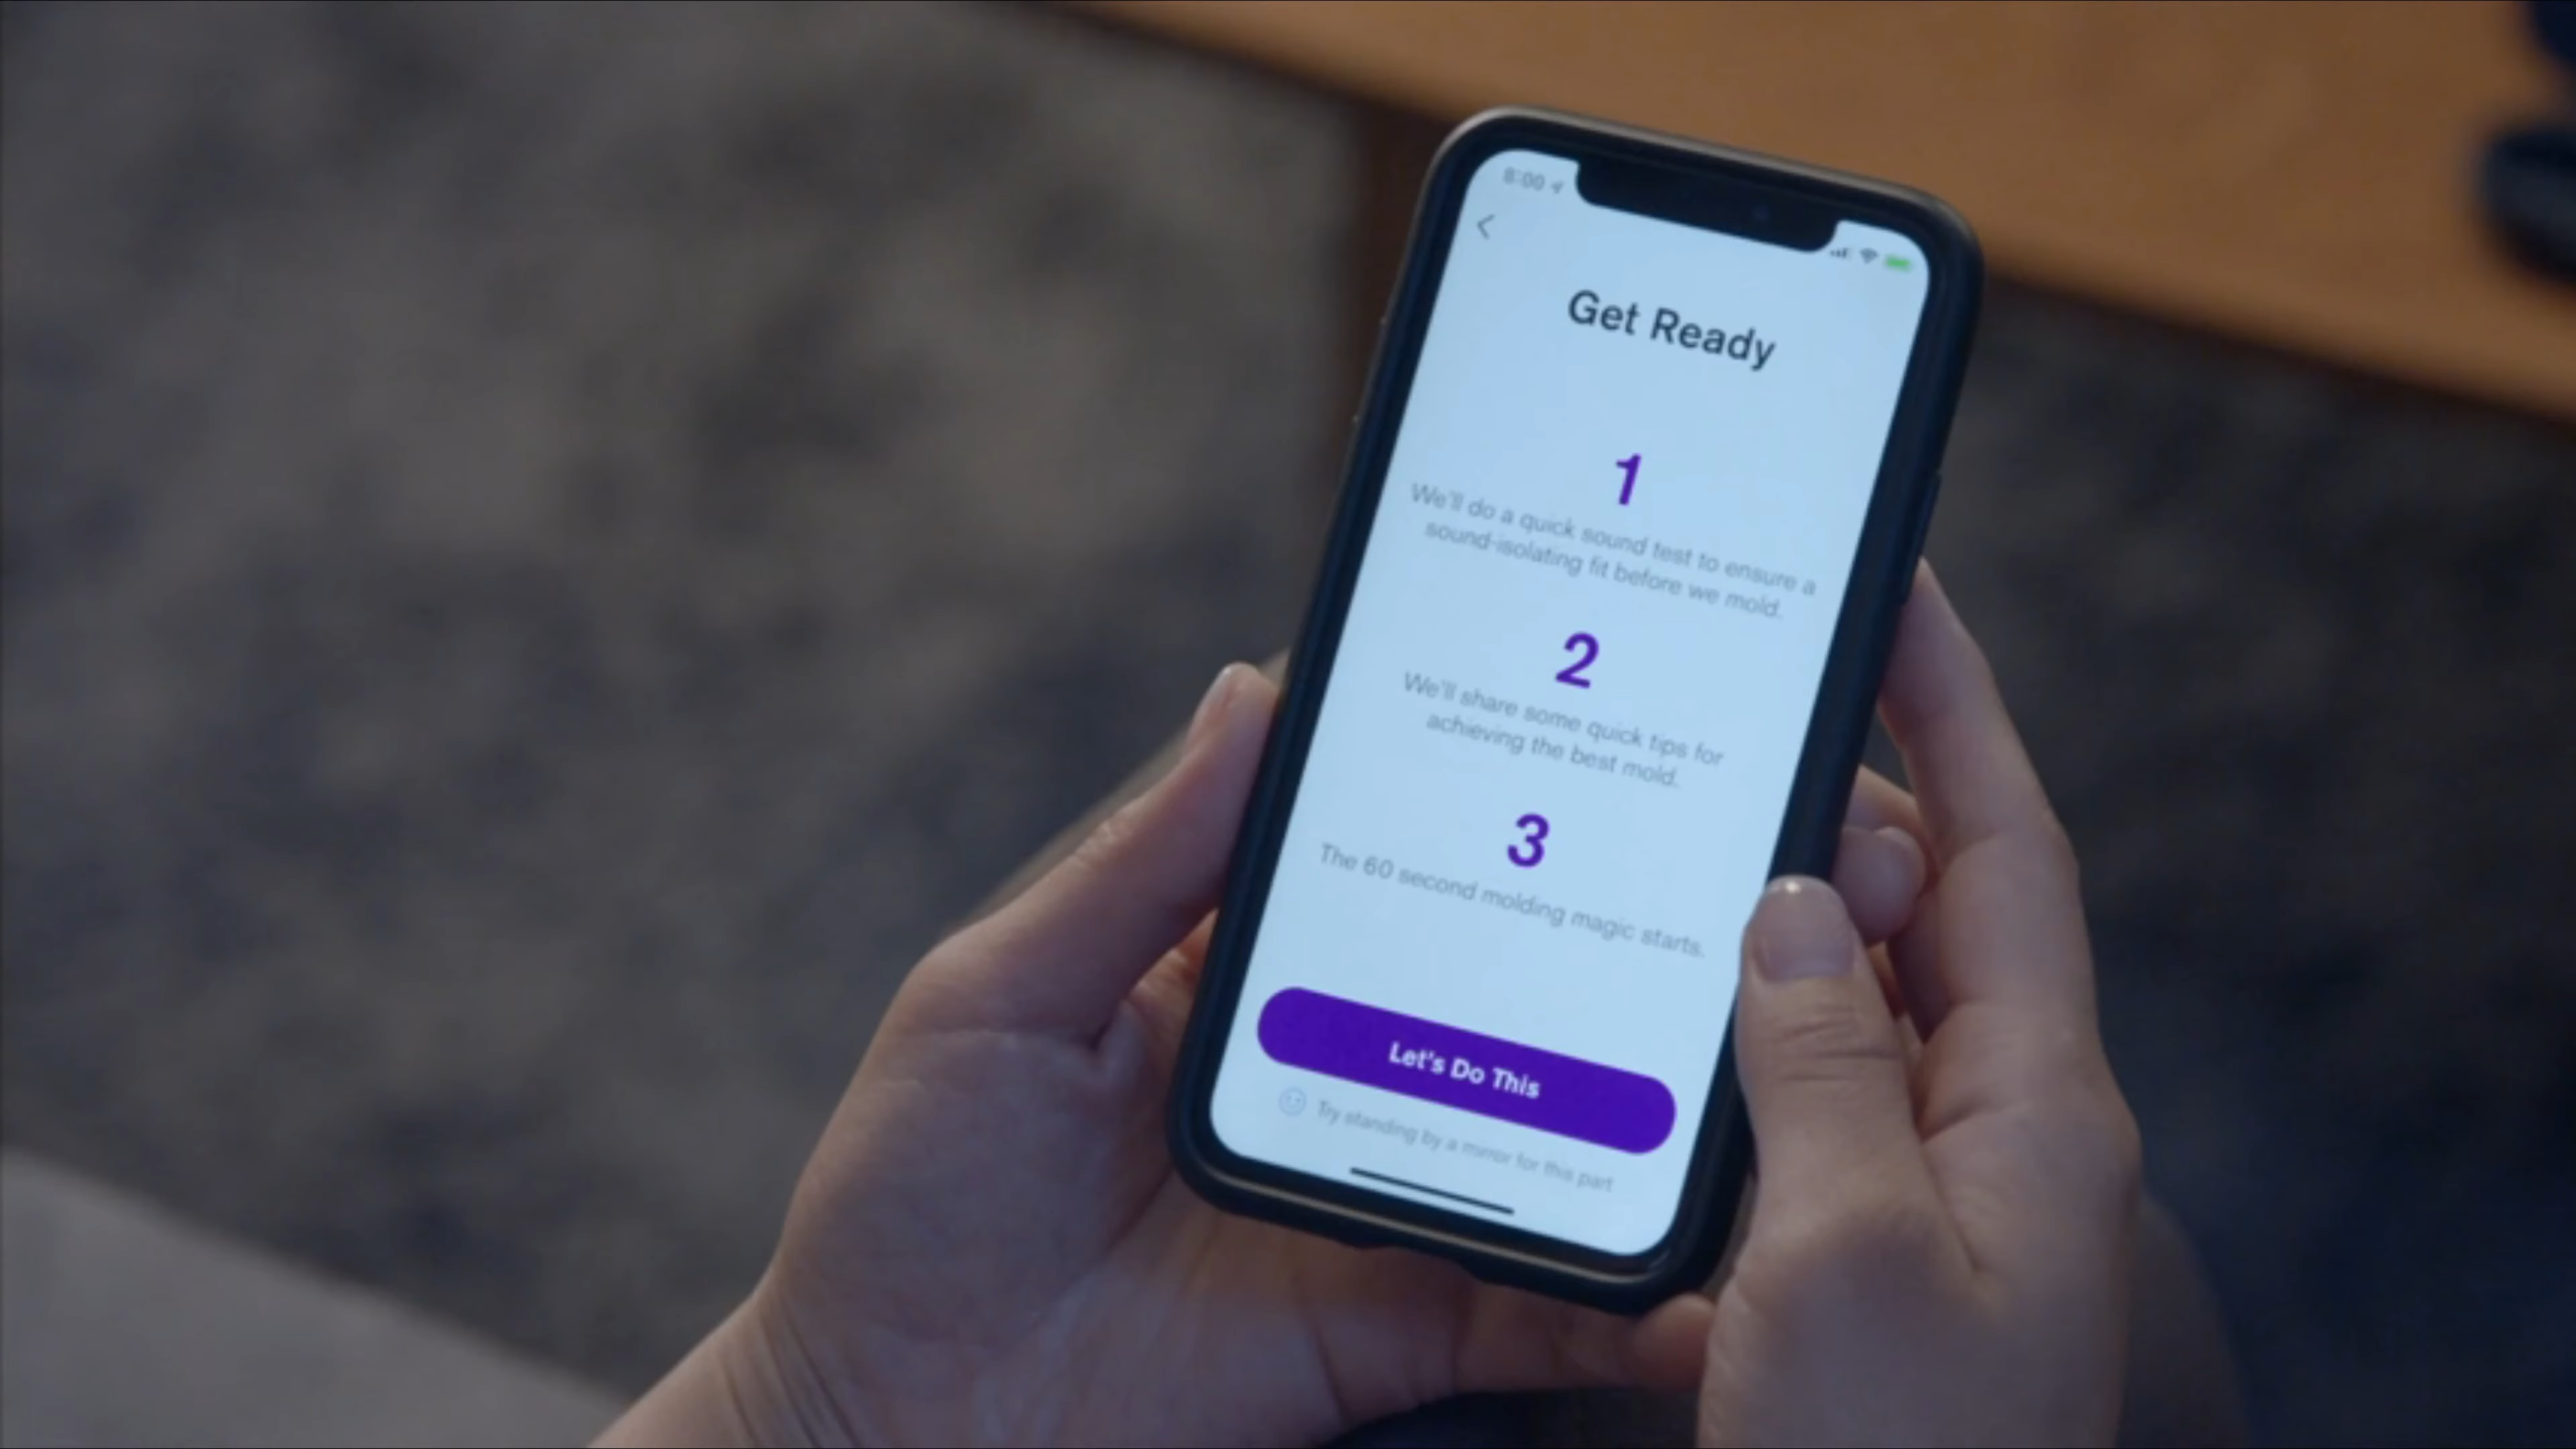 8:00
Get Ready
1
We'll do a quick sound test to ensure a
sound-isolating fit before we mold.
2
We'll share some quick tips for
achieving the best mold.
3
The 60 second molding magic starts.
Let's Do This
Try standing by a mirror for this part